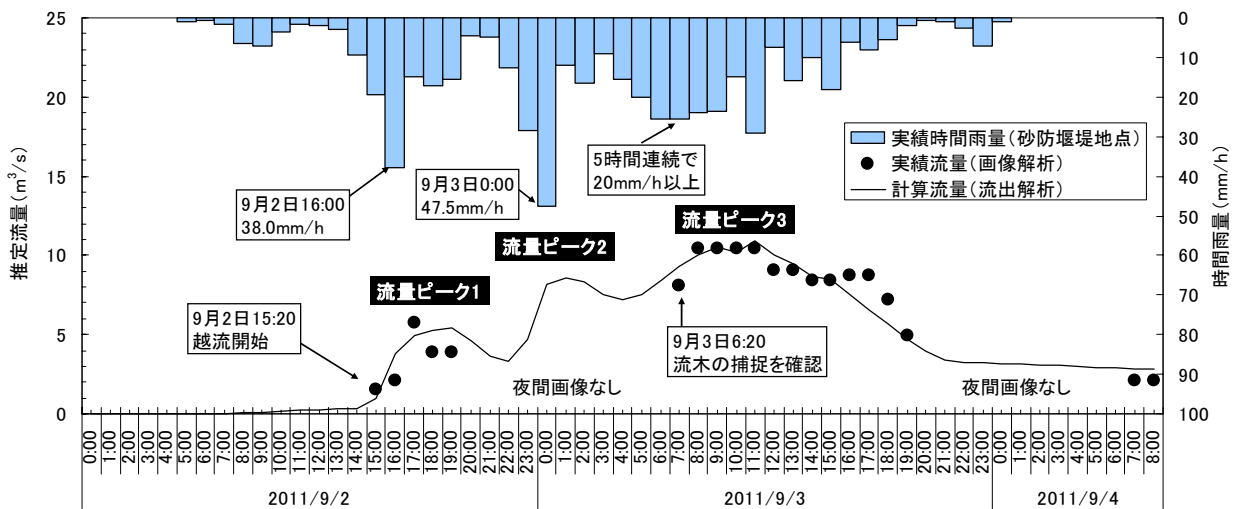 推定流量(m³/s)
25
20
15
10
5
0
時間雨量(mm/h)
0
10
20
30
40
50
60
70
80
90
100
実績時間雨量(砂防堰堤地点)
実績流量(画像解析)
計算流量(流出解析)
9月2日16:00
38.0mm/h
9月3日0:00
47.5mm/h
5時間連続で
20mm/h以上
流量ピーク1
流量ピーク2
流量ピーク3
9月2日15:20
越流開始
9月3日6:20
流木の捕捉を確認
夜間画像なし
夜間画像なし
0:00 1:00 2:00 3:00 4:00 5:00 6:00 7:00 8:00 9:00 10:00 11:00 12:00 13:00 14:00 15:00 16:00 17:00 18:00 19:00 20:00 21:00 22:00 23:00 0:00 1:00 2:00 3:00 4:00 5:00 6:00 7:00 8:00 9:00 10:00 11:00 12:00 13:00 14:00 15:00 16:00 17:00 18:00 19:00 20:00 21:00 22:00 23:00 0:00 1:00 2:00 3:00 4:00 5:00 6:00 7:00 8:00
2011/9/2 2011/9/3 2011/9/4